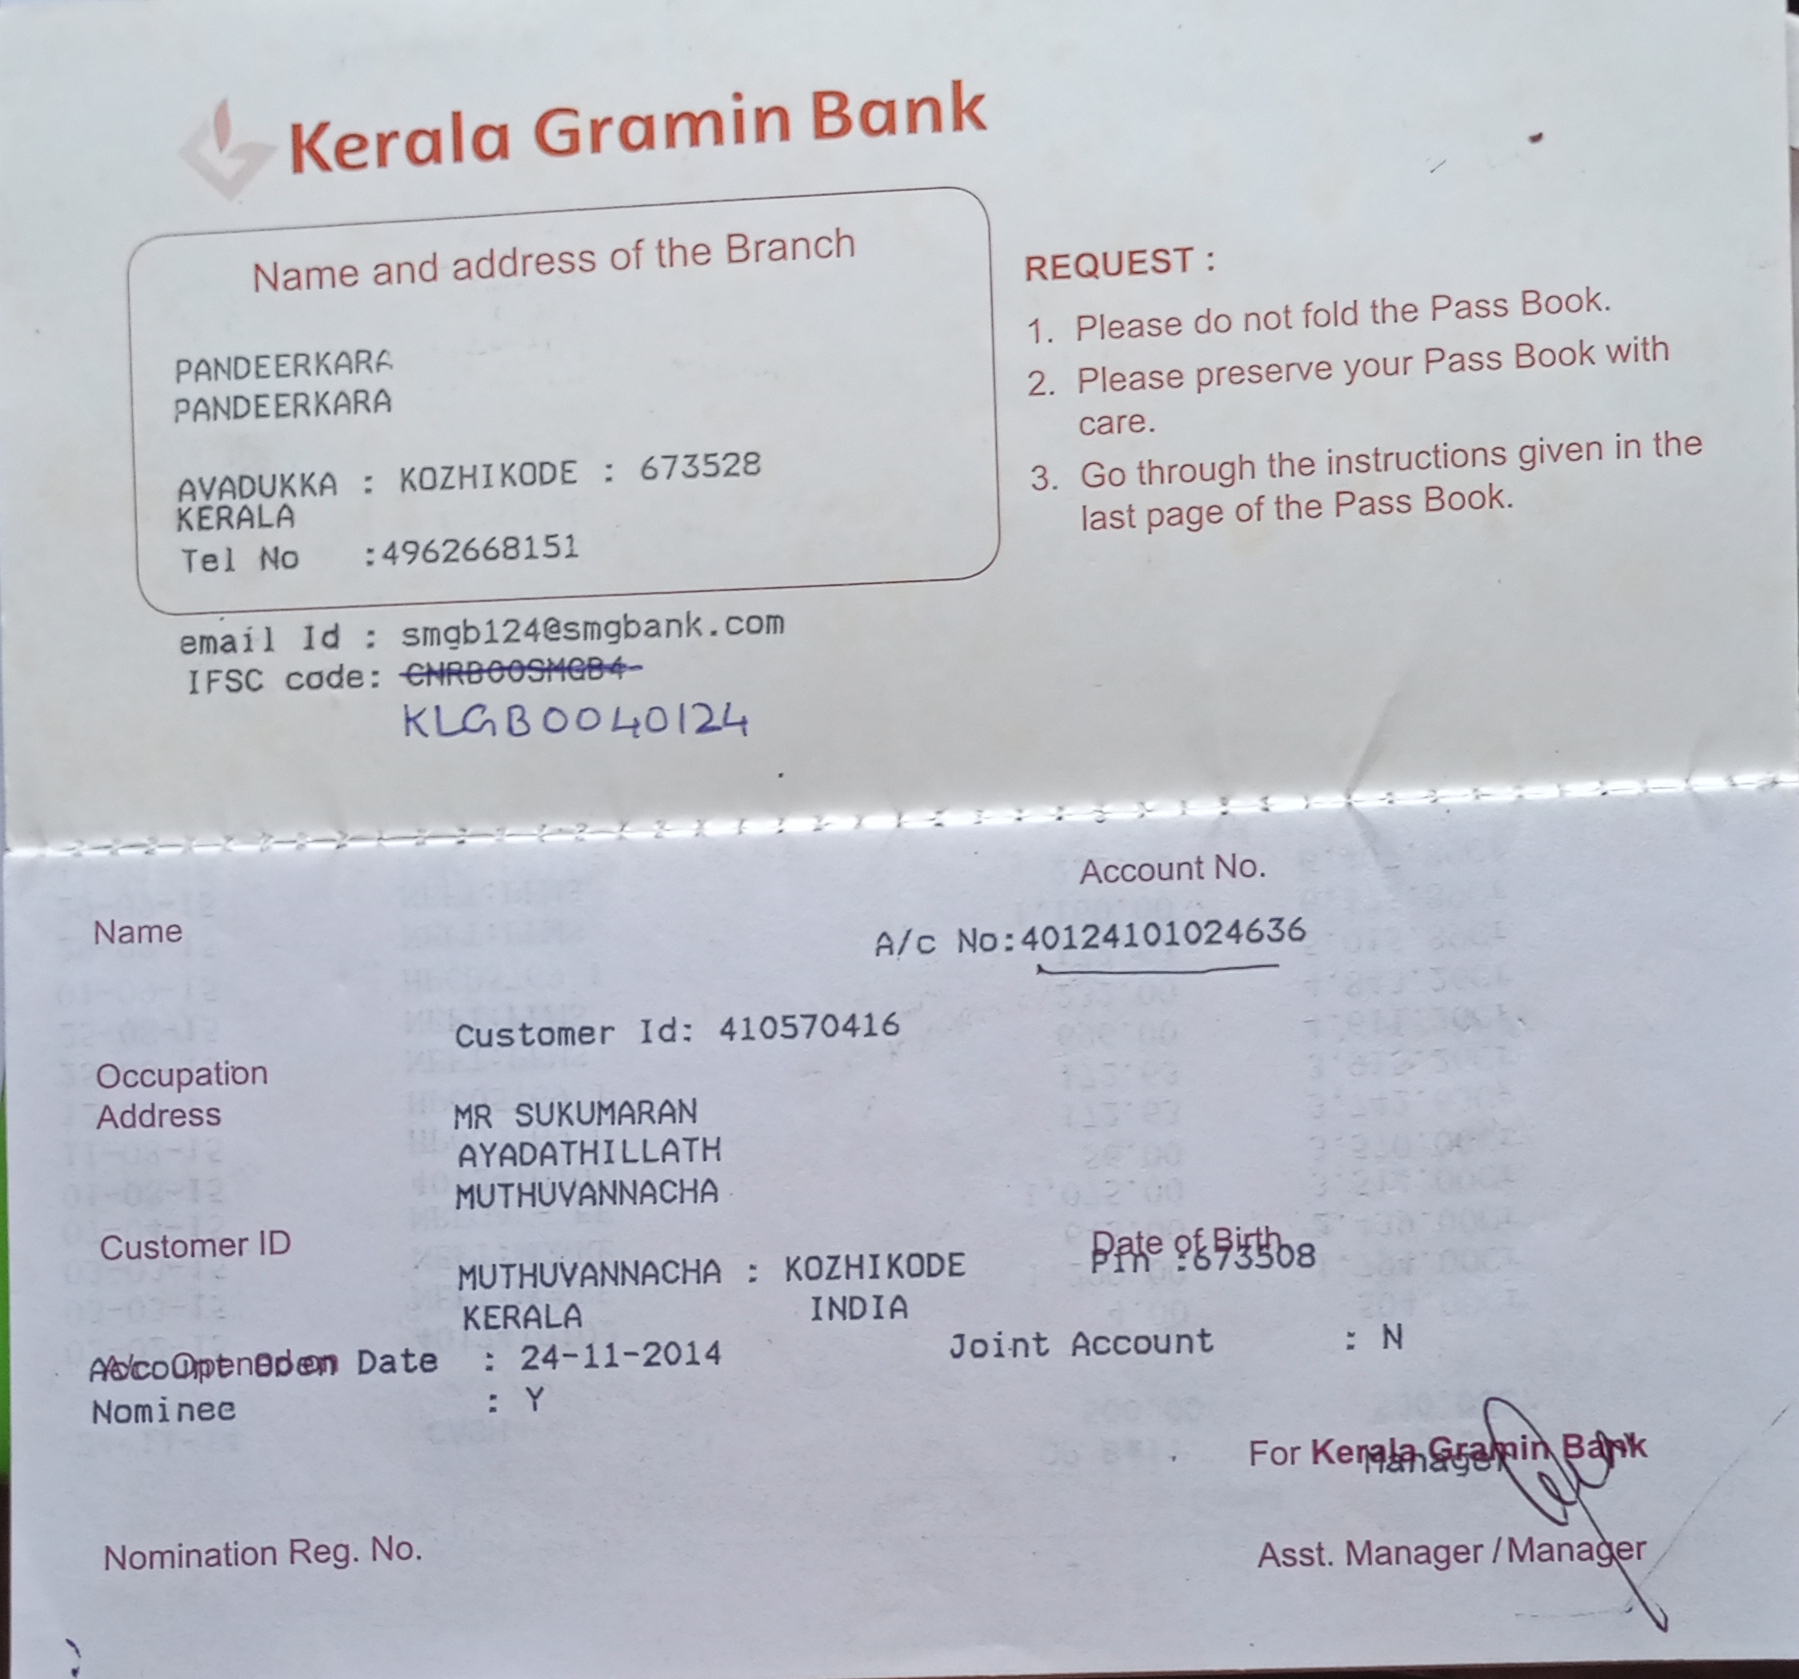 Kerala Gramin Bank
Name and address of the Branch
PANDEERKARA
PANDEERKARA
AVADUKKA : KOZHIKODE : 673528
KERALA
Tel No :4962668151
email Id : smgb124@smgbank.com
IFSC code: CNRB00SMGB4
KLGB0040124
REQUEST :
1. Please do not fold the Pass Book.
2. Please preserve your Pass Book with
care.
3. Go through the instructions given in the
last page of the Pass Book.
Account No.
Name
A/c No:40124101024636
Customer Id: 410570416
Occupation
Address
MR SUKUMARAN
AYADATHILLATH
MUTHUVANNACHA
Customer ID
Date of Birth
MUTHUVANNACHA : KOZHIKODE Pin :673508
KERALA INDIA
Date : 24-11-2014 Joint Account : N
Nominee : Y
For Kerala Gramin Bank
Manager
Nomination Reg. No.
Asst. Manager / Manager